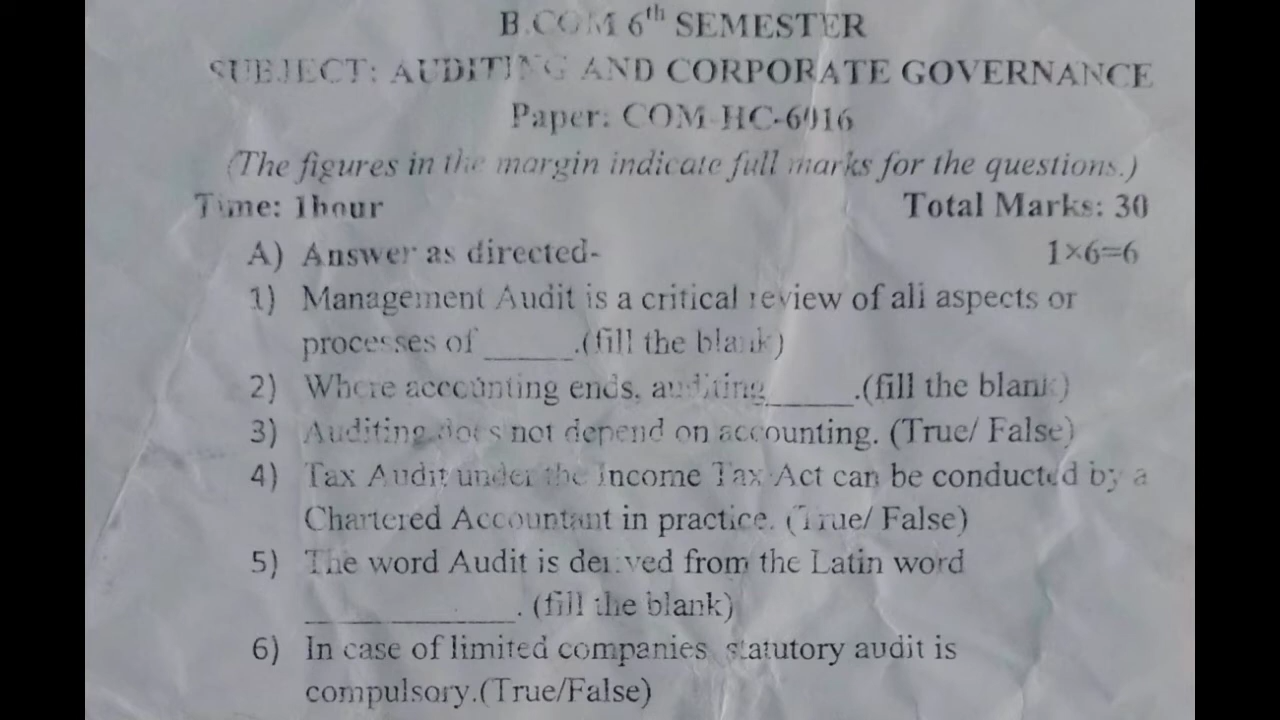 B.COM 6th SEMESTER
SUBJECT: AUDITING AND CORPORATE GOVERNANCE
Paper: COM-HC-6016
(The figures in the margin indicate full marks for the questions.)
Time: 1hour Total Marks: 30
A) Answer as directed- 1×6=6
1) Management Audit is a critical review of all aspects or
processes of ______.(fill the blank)
2) Where accounting ends, auditing______.(fill the blank)
3) Auditing does not depend on accounting. (True/ False)
4) Tax Audit under the Income Tax Act can be conducted by a
Chartered Accountant in practice. (True/ False)
5) The word Audit is derived from the Latin word
______________. (fill the blank)
6) In case of limited companies statutory audit is
compulsory.(True/False)